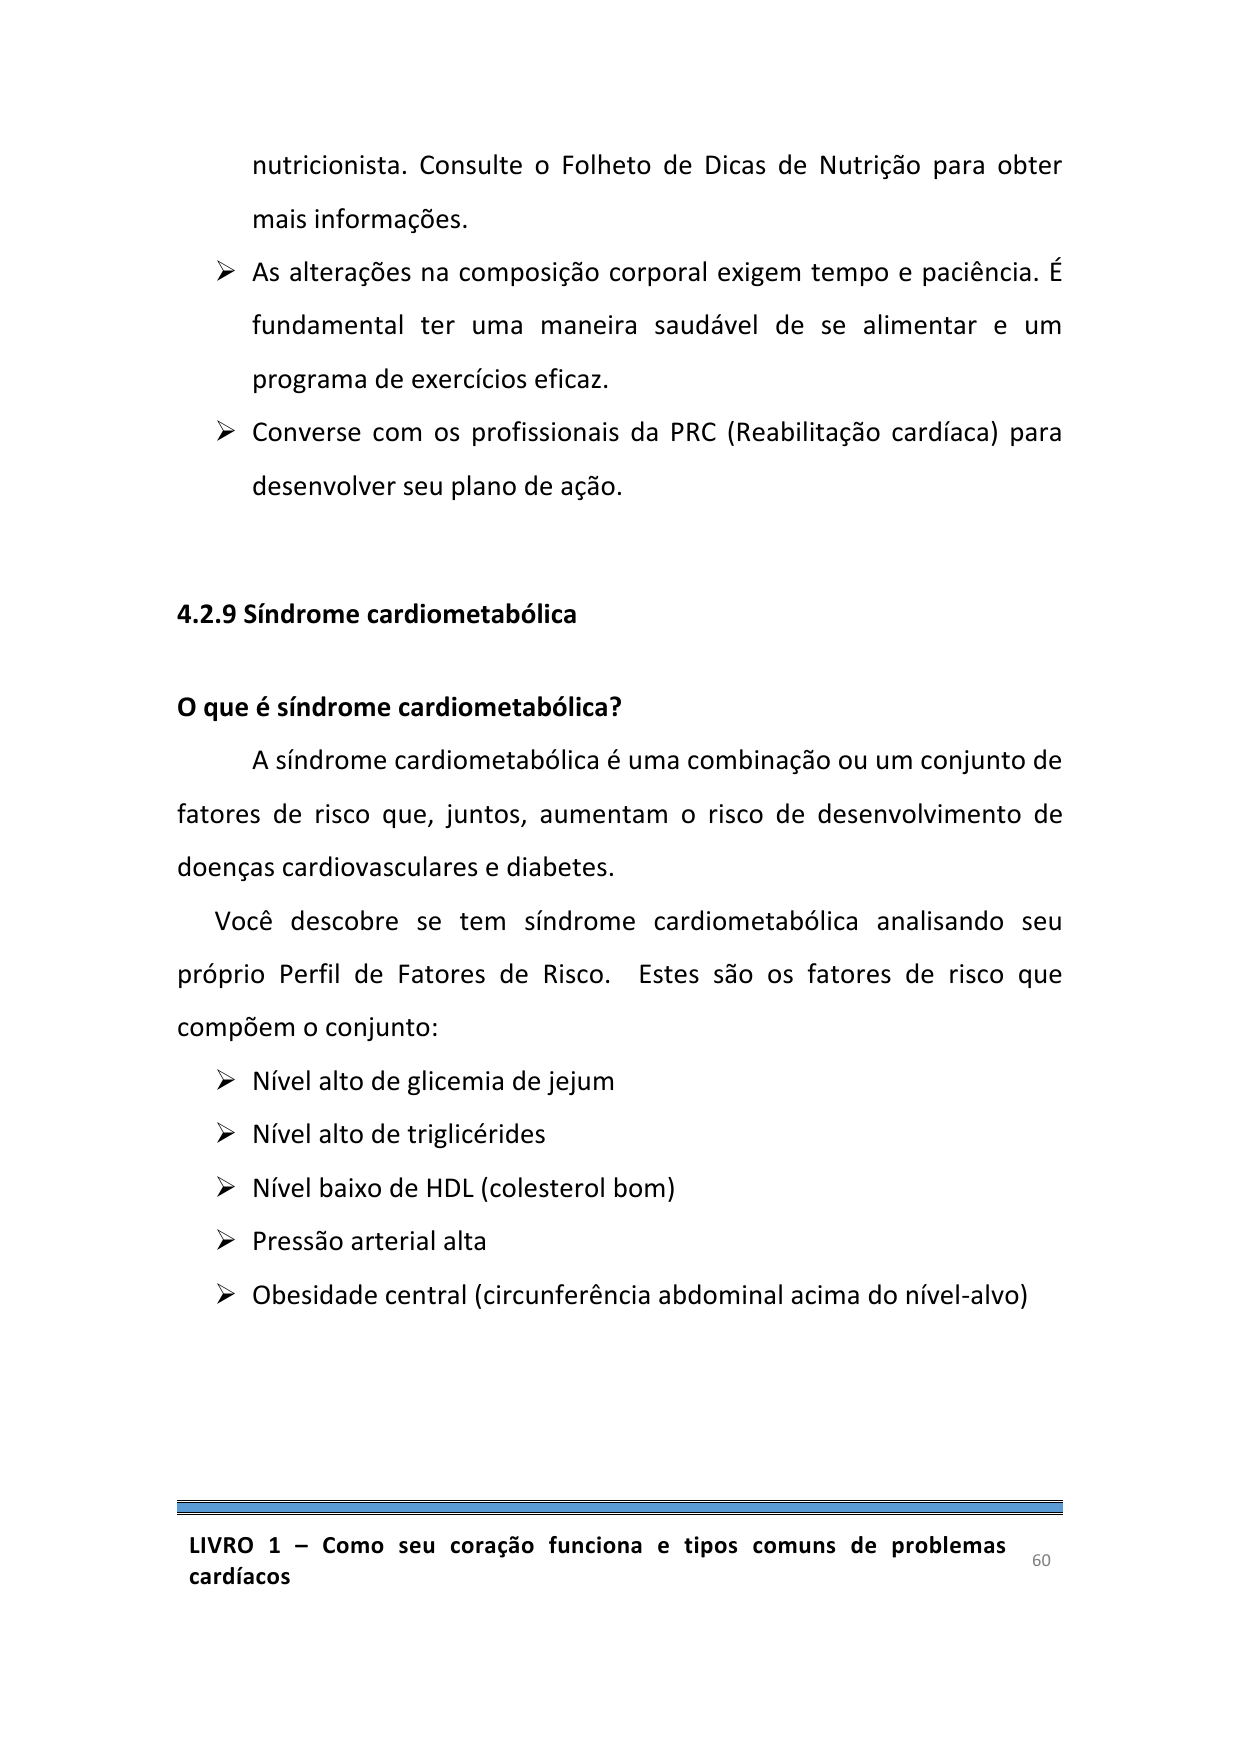 nutricionista. Consulte o Folheto de Dicas de Nutrição para obter
mais informações.
➢ As alterações na composição corporal exigem tempo e paciência. É
fundamental ter uma maneira saudável de se alimentar e um
programa de exercícios eficaz.
➢ Converse com os profissionais da PRC (Reabilitação cardíaca) para
desenvolver seu plano de ação.
4.2.9 Síndrome cardiometabólica
O que é síndrome cardiometabólica?
A síndrome cardiometabólica é uma combinação ou um conjunto de
fatores de risco que, juntos, aumentam o risco de desenvolvimento de
doenças cardiovasculares e diabetes.
Você descobre se tem síndrome cardiometabólica analisando seu
próprio Perfil de Fatores de Risco. Estes são os fatores de risco que
compõem o conjunto:
➢ Nível alto de glicemia de jejum
➢ Nível alto de triglicérides
➢ Nível baixo de HDL (colesterol bom)
➢ Pressão arterial alta
➢ Obesidade central (circunferência abdominal acima do nível-alvo)
LIVRO 1 – Como seu coração funciona e tipos comuns de problemas
cardíacos
60